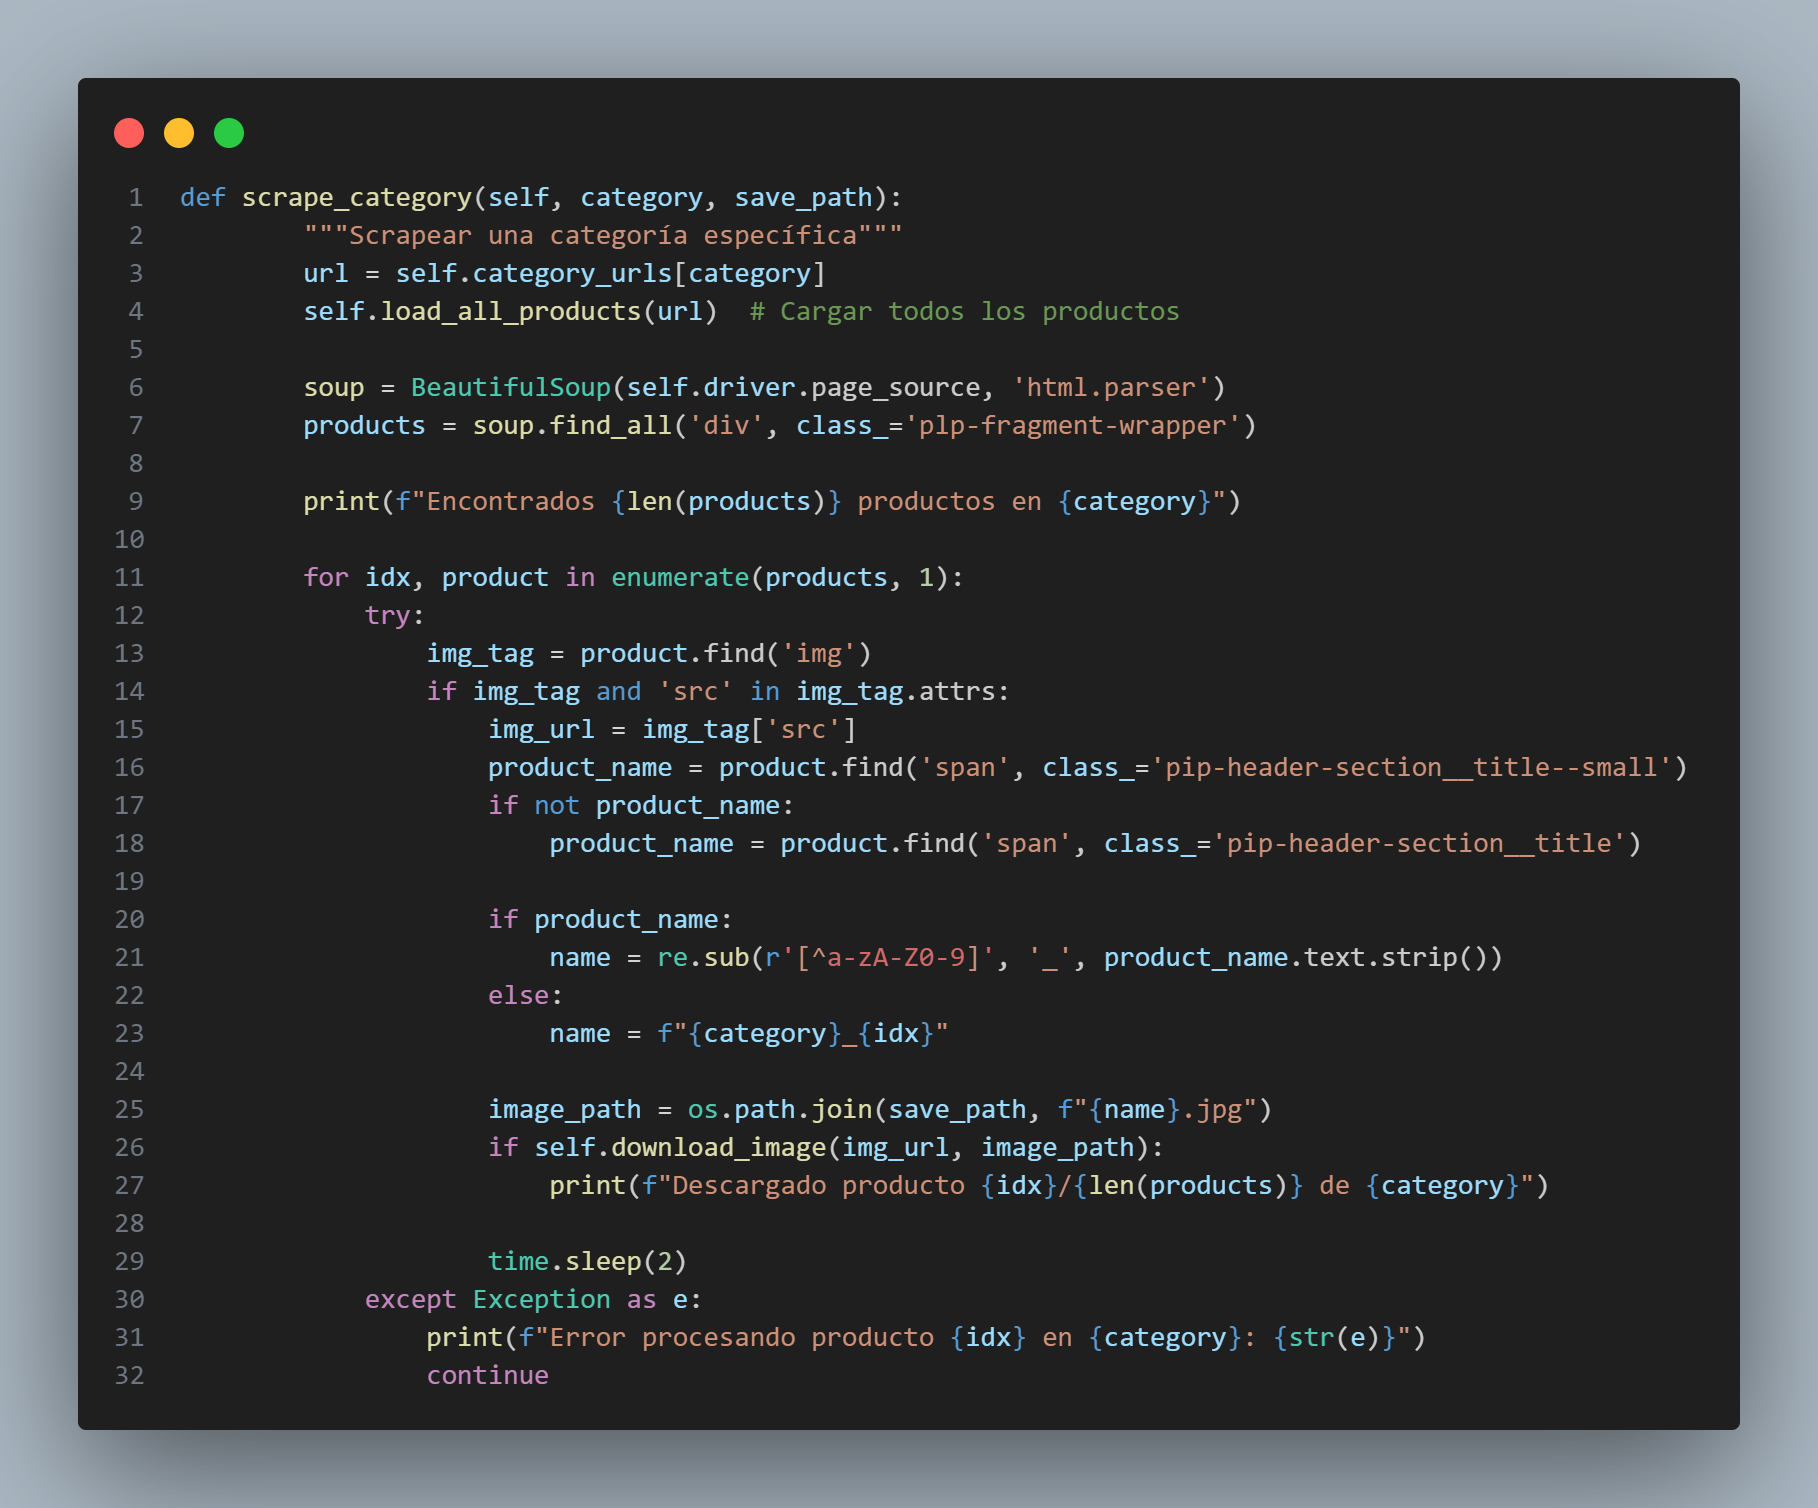 1 def scrape_category(self, category, save_path):
2         """Scrapear una categoría específica"""
3         url = self.category_urls[category]
4         self.load_all_products(url)  # Cargar todos los productos
5
6         soup = BeautifulSoup(self.driver.page_source, 'html.parser')
7         products = soup.find_all('div', class_='plp-fragment-wrapper')
8
9         print(f"Encontrados {len(products)} productos en {category}")
10
11         for idx, product in enumerate(products, 1):
12             try:
13                 img_tag = product.find('img')
14                 if img_tag and 'src' in img_tag.attrs:
15                     img_url = img_tag['src']
16                     product_name = product.find('span', class_='pip-header-section__title--small')
17                     if not product_name:
18                         product_name = product.find('span', class_='pip-header-section__title')
19
20                     if product_name:
21                         name = re.sub(r'[^a-zA-Z0-9]', '_', product_name.text.strip())
22                     else:
23                         name = f"{category}_{idx}"
24
25                     image_path = os.path.join(save_path, f"{name}.jpg")
26                     if self.download_image(img_url, image_path):
27                         print(f"Descargado producto {idx}/{len(products)} de {category}")
28
29                     time.sleep(2)
30             except Exception as e:
31                 print(f"Error procesando producto {idx} en {category}: {str(e)}")
32                 continue